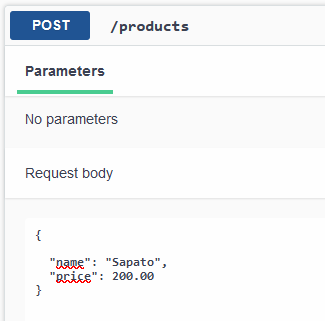 POST /products
Parameters
No parameters
Request body
{
"name": "Sapato",
"price": 200.00
}